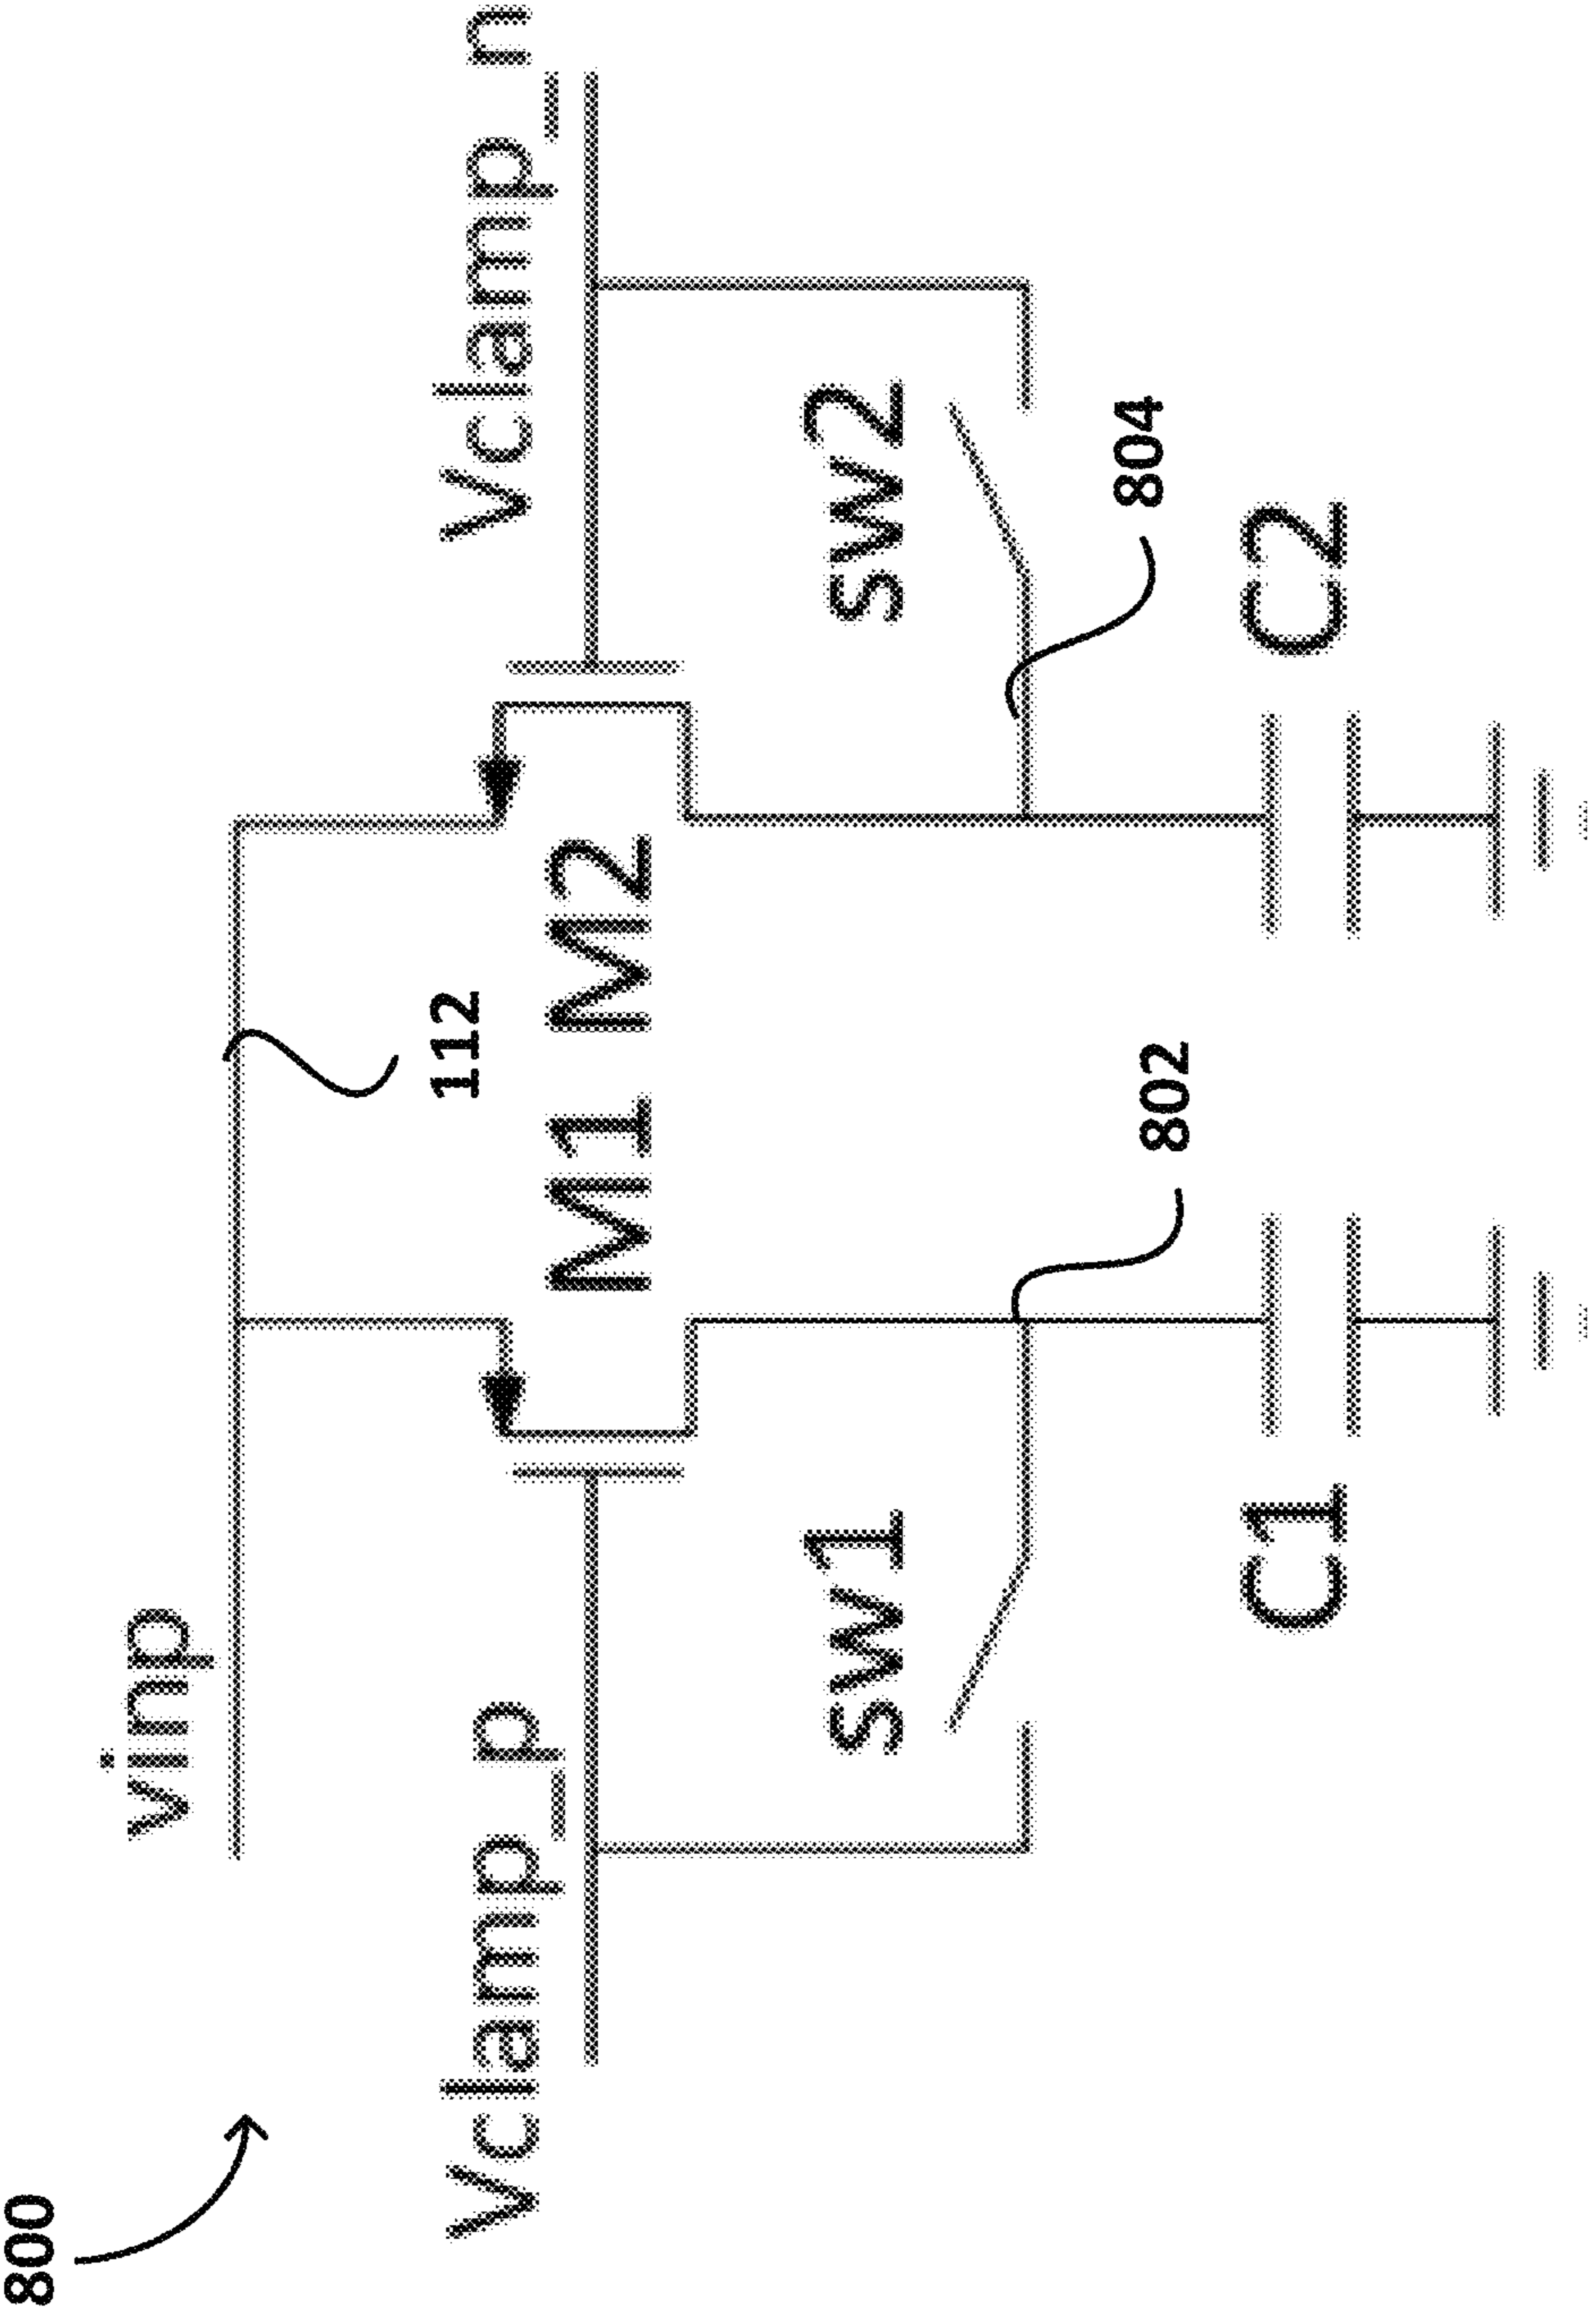 800
vinp
112
Vclamp_p
Vclamp_n
M1 M2
SW1
SW2
802
804
C1
C2